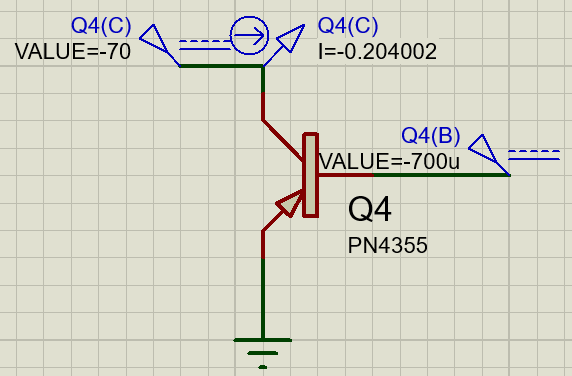 Q4(C)
VALUE=-70
Q4(C)
I=-0.204002
Q4(B)
VALUE=-700u
Q4
PN4355